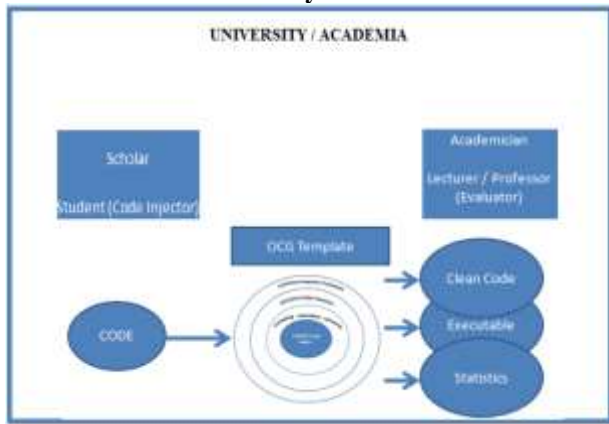 UNIVERSITY / ACADEMIA
Scholar
Student (Code Injector)
Academician
Lecturer / Professor
(Evaluator)
OCG Template
CODE
Clean Code
Executable
Statistics